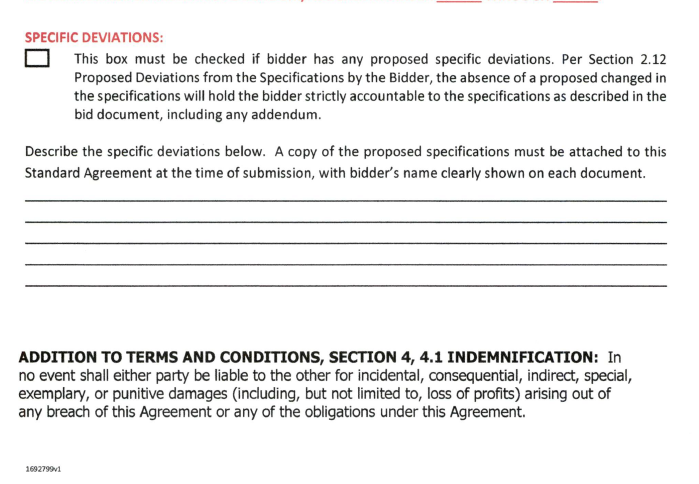 SPECIFIC DEVIATIONS:
This box must be checked if bidder has any proposed specific deviations. Per Section 2.12
Proposed Deviations from the Specifications by the Bidder, the absence of a proposed changed in
the specifications will hold the bidder strictly accountable to the specifications as described in the
bid document, including any addendum.
Describe the specific deviations below. A copy of the proposed specifications must be attached to this
Standard Agreement at the time of submission, with bidder's name clearly shown on each document.
ADDITION TO TERMS AND CONDITIONS, SECTION 4, 4.1 INDEMNIFICATION: In
no event shall either party be liable to the other for incidental, consequential, indirect, special,
exemplary, or punitive damages (including, but not limited to, loss of profits) arising out of
any breach of this Agreement or any of the obligations under this Agreement.
1692799v1